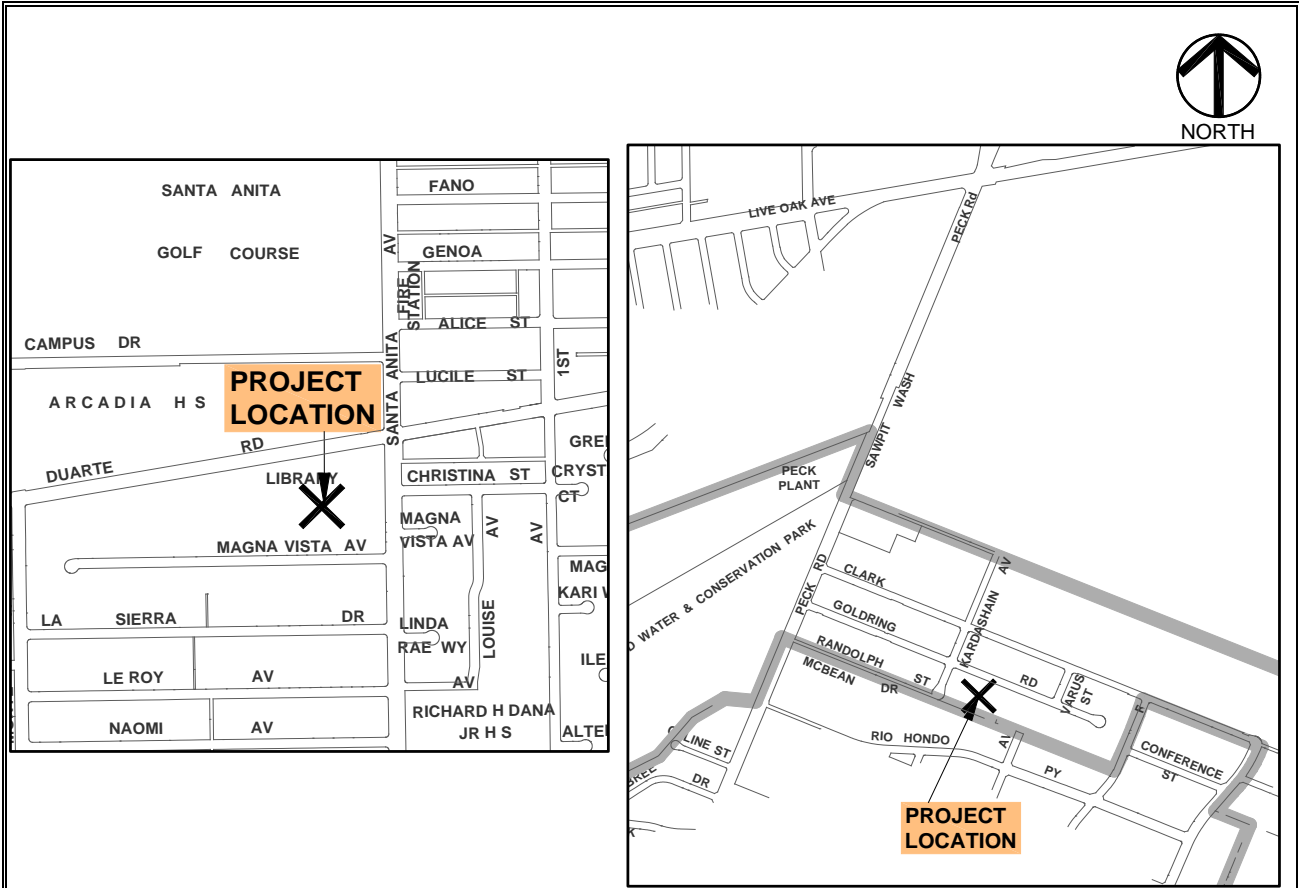 NORTH
SANTA ANITA
GOLF COURSE
FANO
AV
GENOA
FIRE
STATION
ALICE ST
CAMPUS DR
SANTA ANITA
1ST
LUCILE ST
PROJECT
LOCATION
ARCADIA H S
DUARTE RD
LIBRARY
CHRISTINA ST
GREE
CRYST
CT
MAGNA
VISTA AV
AV
AV
MAGNA VISTA AV
MAG
KARI W
LA SIERRA DR
LINDA
RAE WY
LOUISE
ILE
LE ROY AV
AV
RICHARD H DANA
JR H S
NAOMI AV
ALTE
LIVE OAK AVE
PECK Rd
SAWPIT WASH
PECK
PLANT
D WATER & CONSERVATION PARK
PECK RD
CLARK
AV
KARDASHAIN
GOLDRING
RD
RANDOLPH ST
MCBEAN DR
VARUS
ST
RIO HONDO
AV
PY
CONFERENCE
ST
LINE ST
DR
PROJECT
LOCATION